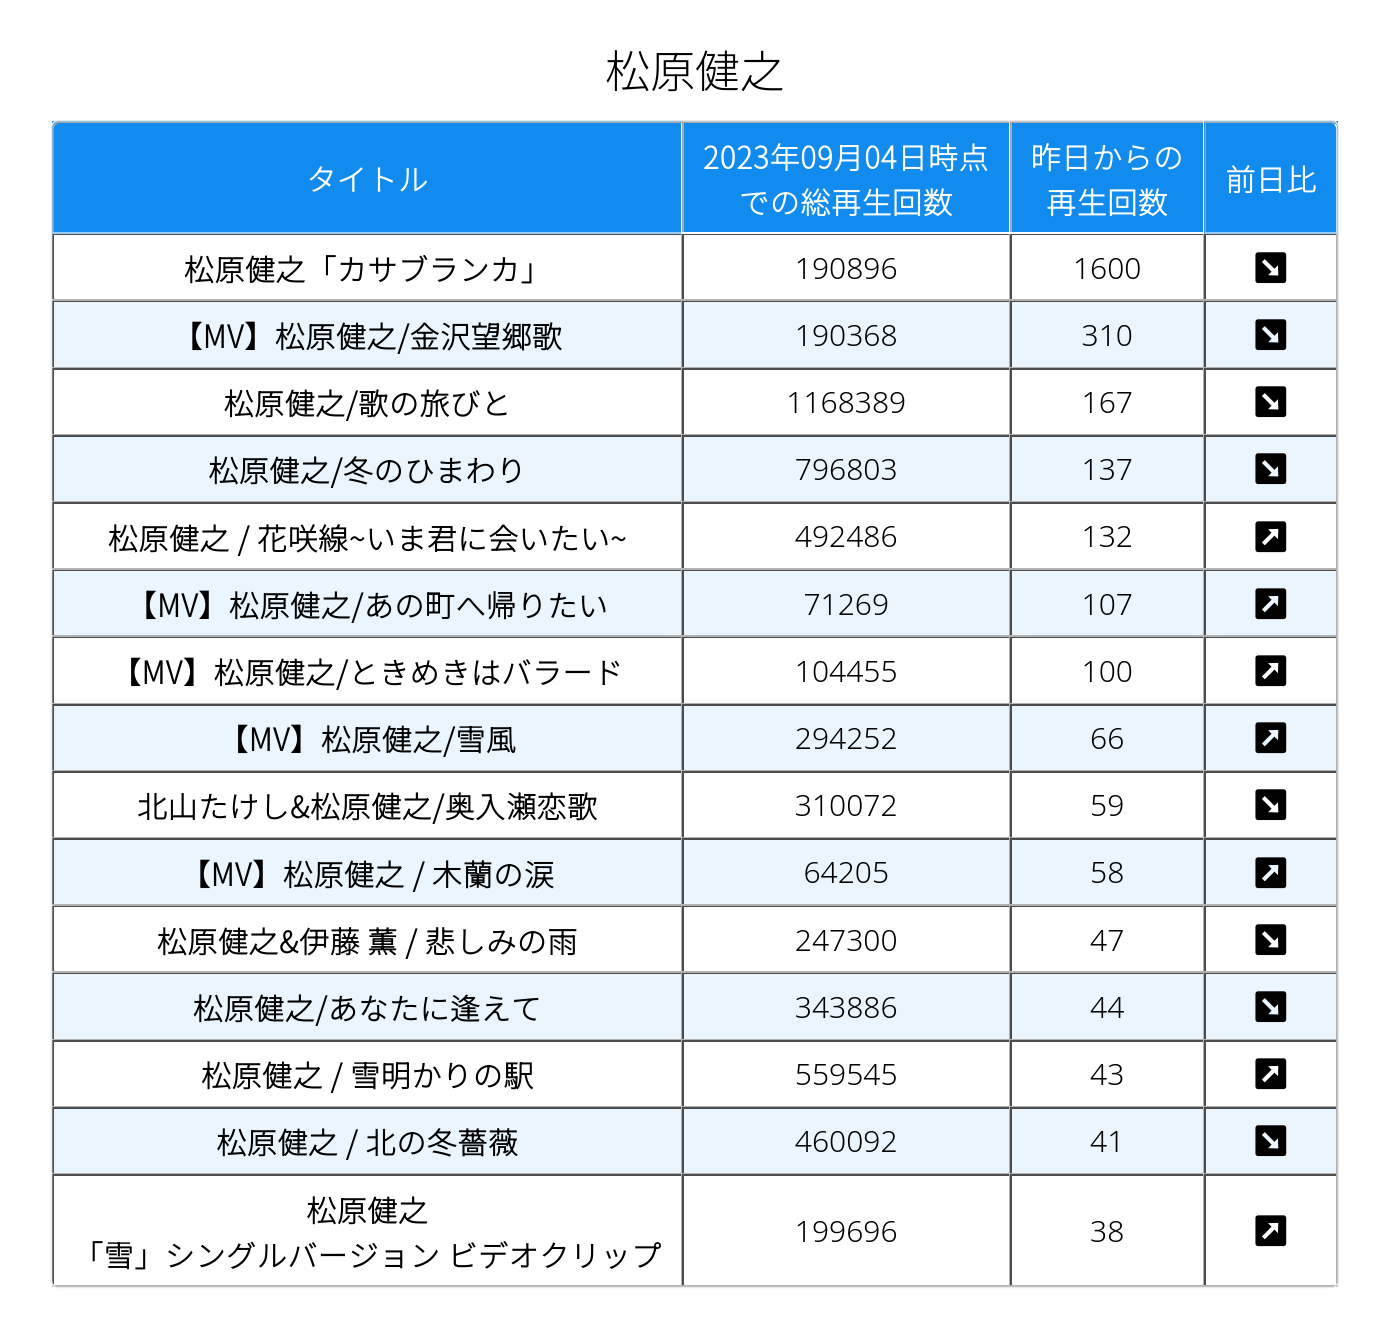 松原健之
タイトル
2023年09月04日時点
での総再生回数
昨日からの
再生回数
前日比
松原健之「カサブランカ」 190896 1600
【MV】松原健之/金沢望郷歌 190368 310
松原健之/歌の旅びと 1168389 167
松原健之/冬のひまわり 796803 137
松原健之 / 花咲線~いま君に会いたい~ 492486 132
【MV】松原健之/あの町へ帰りたい 71269 107
【MV】松原健之/ときめきはバラード 104455 100
【MV】松原健之/雪風 294252 66
北山たけし&松原健之/奥入瀬恋歌 310072 59
【MV】松原健之 / 木蘭の涙 64205 58
松原健之&伊藤 薫 / 悲しみの雨 247300 47
松原健之/あなたに逢えて 343886 44
松原健之 / 雪明かりの駅 559545 43
松原健之 / 北の冬薔薇 460092 41
松原健之
「雪」シングルバージョン ビデオクリップ 199696 38